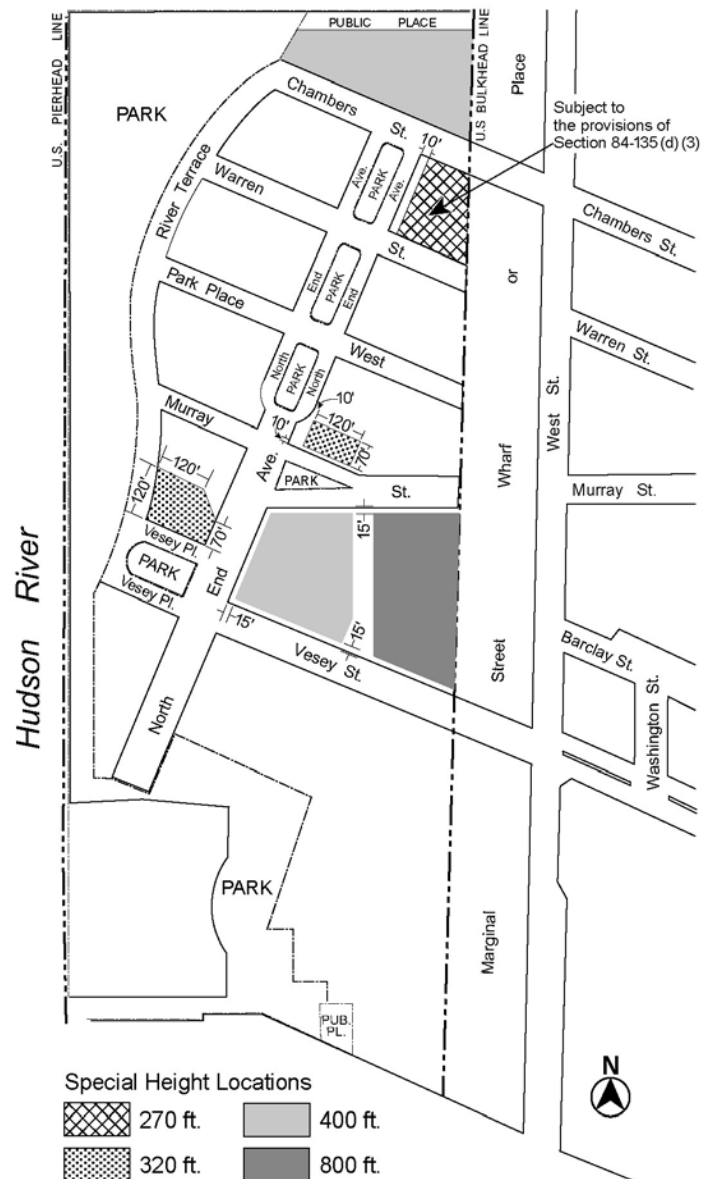 PUBLIC PLACE
U.S. PIERHEAD LINE
U.S BULKHEAD LINE
Place
PARK
Chambers
St.
10'
Subject to
the provisions of
Section 84-135 (d) (3)
Ave.
PARK
Ave.
River Terrace
Warren
St.
Chambers St.
End
PARK
End
or
Park Place
West
Warren St.
North
PARK
North
West St.
10'
120'
Murray
10'
70'
Ave.
120'
120'
PARK
St.
Wharf
Murray St.
Vesey Pl.
70'
15'
PARK
Vesey Pl.
End
15'
15'
Vesey St.
Street
Barclay St.
Washington St.
Hudson River
North
PARK
Marginal
PUB.
PL.
N
Special Height Locations
270 ft.
400 ft.
320 ft.
800 ft.